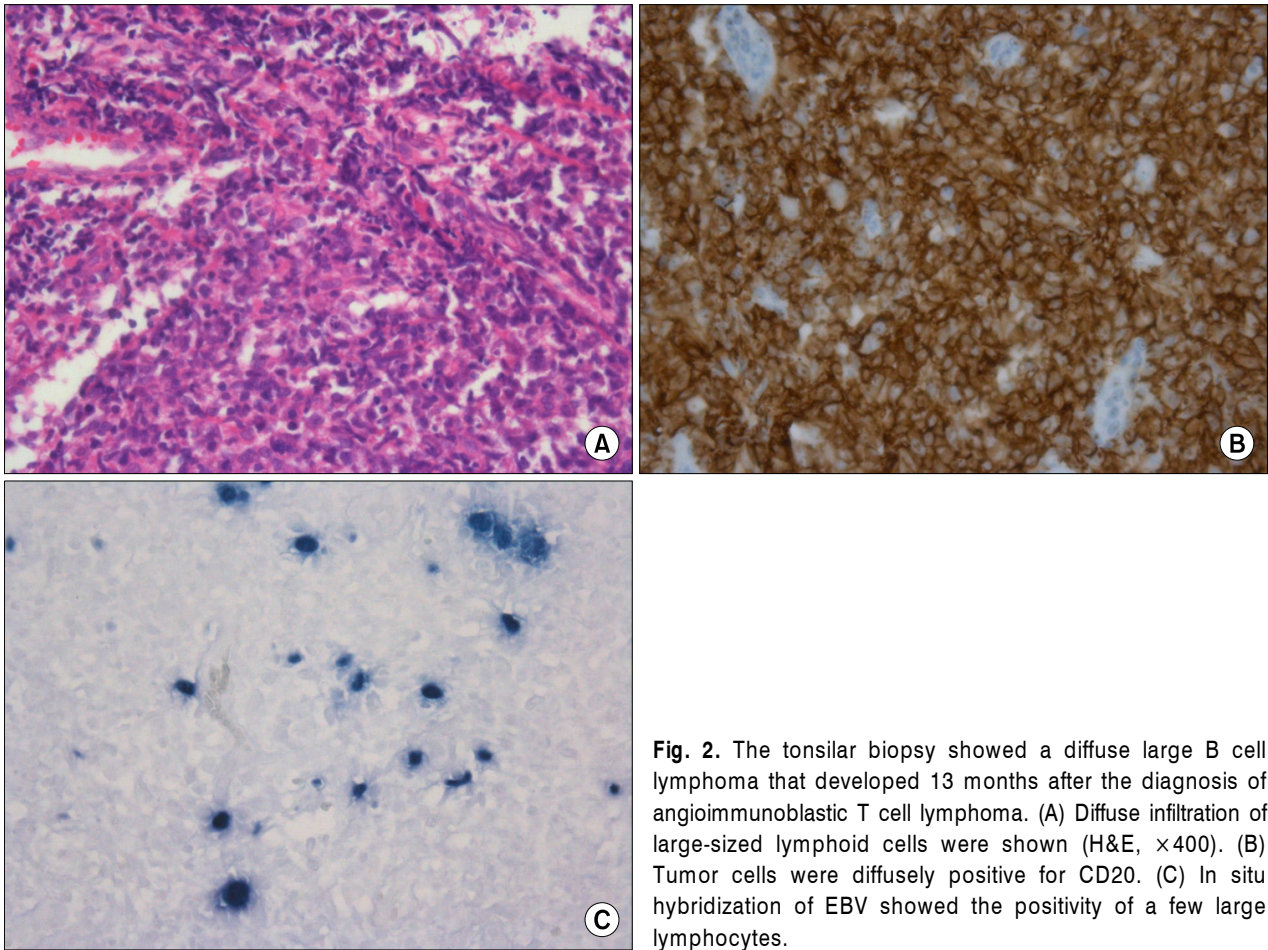 A
B
C
Fig. 2. The tonsilar biopsy showed a diffuse large B cell
lymphoma that developed 13 months after the diagnosis of
angioimmunoblastic T cell lymphoma. (A) Diffuse infiltration of
large-sized lymphoid cells were shown (H&E, ×400). (B)
Tumor cells were diffusely positive for CD20. (C) In situ
hybridization of EBV showed the positivity of a few large
lymphocytes.